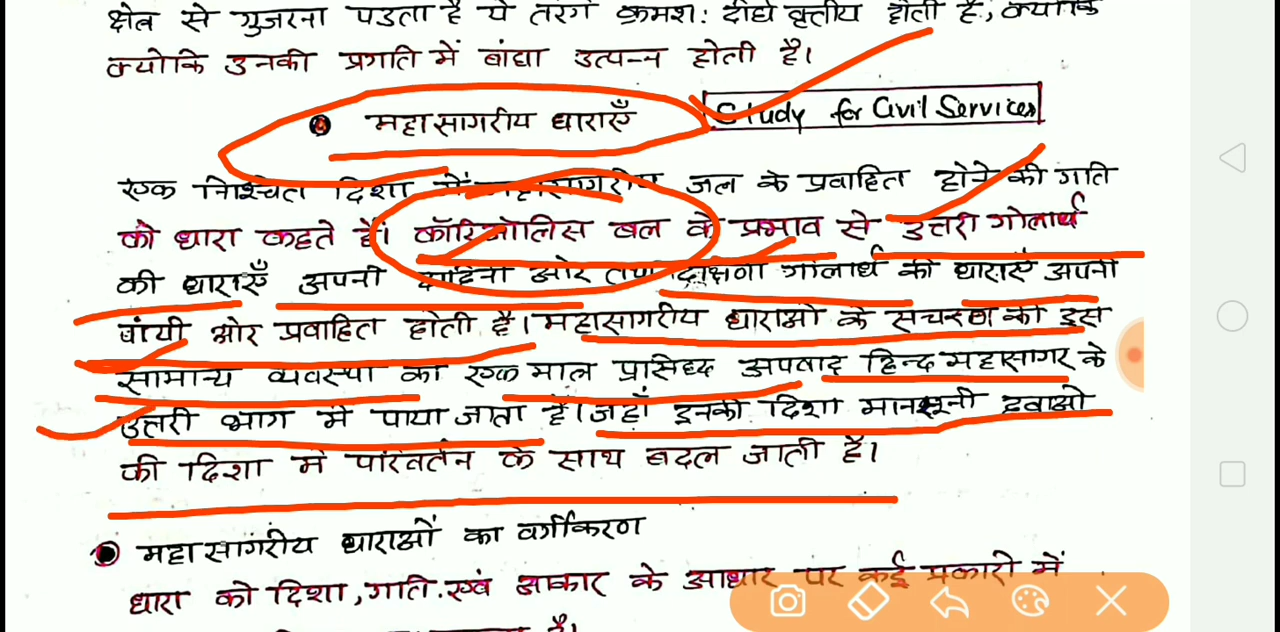 क्षेत्र से गुजरना पडता है ये तरंगे क्रमश: दीर्घ वृत्तीय होती है, क्योकि
क्योकि उनकी प्रगति में बांधा उत्पन्न होती है।
महासागरीय धाराएँ
Study for Civil Services
एक निश्चित दिशा में महासागरीय जल के प्रवाहित होने की गति
को धारा कहते है। कॉरिओलिस बल के प्रभाव से उत्तरी गोलार्ध
की धाराएँ अपनी दाहिनी ओर तथा दक्षिणी गोलार्ध की धाराएँ अपनी
बांयी ओर प्रवाहित होती है। महासागरीय धाराओ के संचरण की इस
सामान्य व्यवस्था का एक मात्र प्रसिध्द अपवाद हिन्द महासागर के
उत्तरी भाग में पाया जाता है। जहाँ इनकी दिशा मानसूनी हवाओ
की दिशा में परिवर्तन के साथ बदल जाती है।
महासागरीय धाराओं का वर्गीकरण
धारा को दिशा, गति. एवं आकार के आधार पर कई प्रकारो में
है।